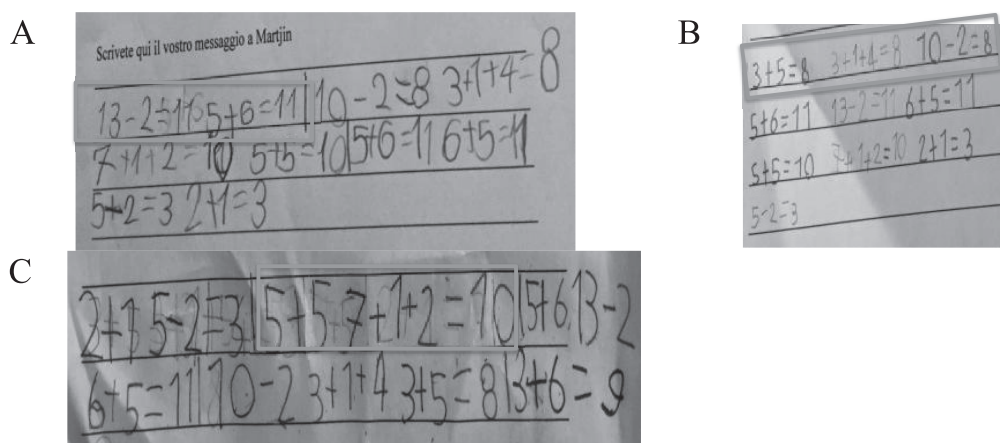 A
Scrivete qui il vostro messaggio a Martjin
13-2=11 5+6=11 | 10-2=8 3+1+4=8
7+1+2=10 5+5=10 | 5+6=11 6+5=11
5-2=3 2+1=3
B
3+5=8 3+1+4=8 10-2=8
5+6=11 13-2=11 6+5=11
5+5=10 7+1+2=10 2+1=3
5-2=3
C
2+1 5-2=3 | 5+5 7+1+2=10 | 5+6 13-2
6+5=11 | 10-2 3+1+4 3+5=8 | 3+6=9